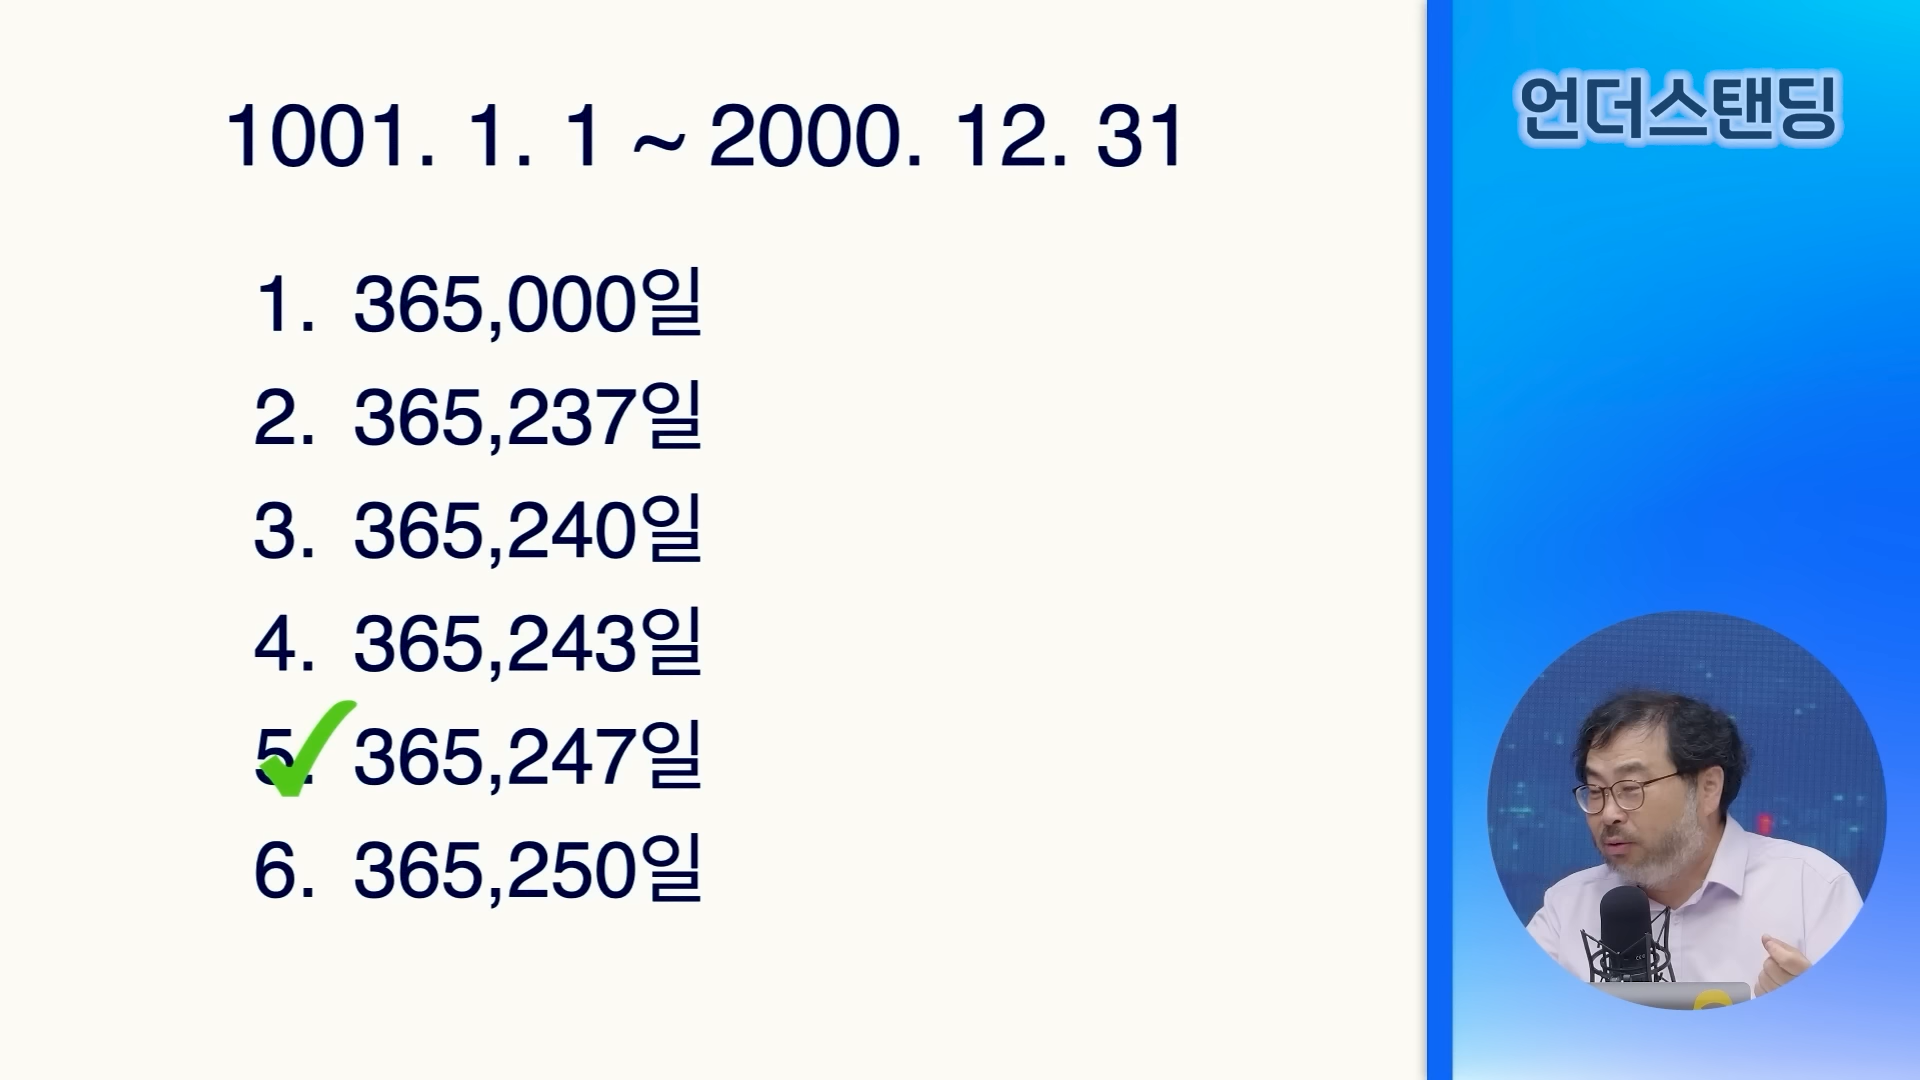 1001. 1. 1 ~ 2000. 12. 31
언더스탠딩
1. 365,000일
2. 365,237일
3. 365,240일
4. 365,243일
5. 365,247일
6. 365,250일